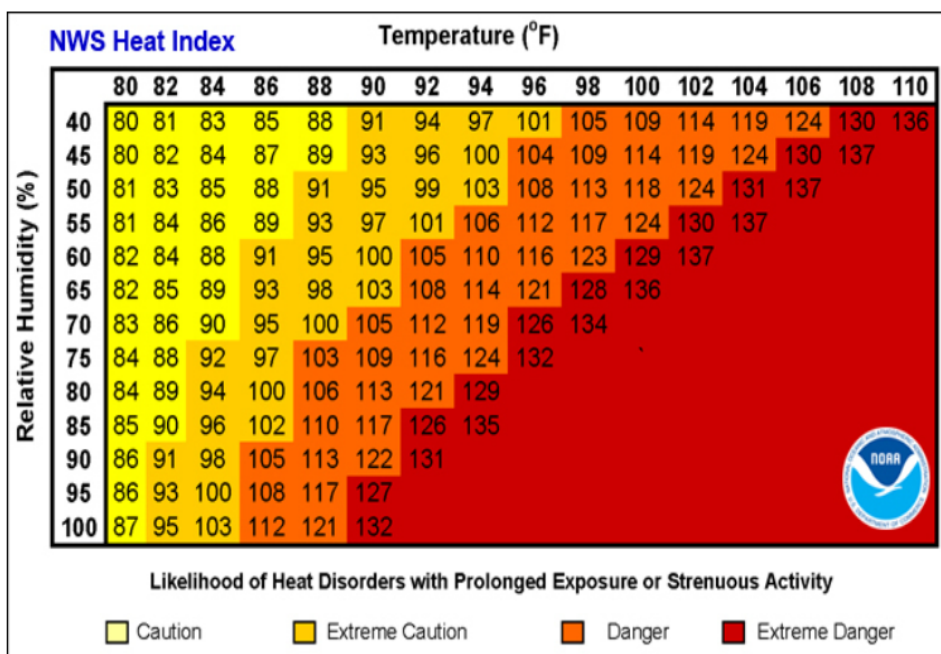 NWS Heat Index
Temperature (°F)
80 82 84 86 88 90 92 94 96 98 100 102 104 106 108 110
Relative Humidity (%)
40 80 81 83 85 88 91 94 97 101 105 109 114 119 124 130 136
45 80 82 84 87 89 93 96 100 104 109 114 119 124 130 137
50 81 83 85 88 91 95 99 103 108 113 118 124 131 137
55 81 84 86 89 93 97 101 106 112 117 124 130 137
60 82 84 88 91 95 100 105 110 116 123 129 137
65 82 85 89 93 98 103 108 114 121 128 136
70 83 86 90 95 100 105 112 119 126 134
75 84 88 92 97 103 109 116 124 132
80 84 89 94 100 106 113 121 129
85 85 90 96 102 110 117 126 135
90 86 91 98 105 113 122 131
95 86 93 100 108 117 127
100 87 95 103 112 121 132
NOAA
Likelihood of Heat Disorders with Prolonged Exposure or Strenuous Activity
Caution
Extreme Caution
Danger
Extreme Danger